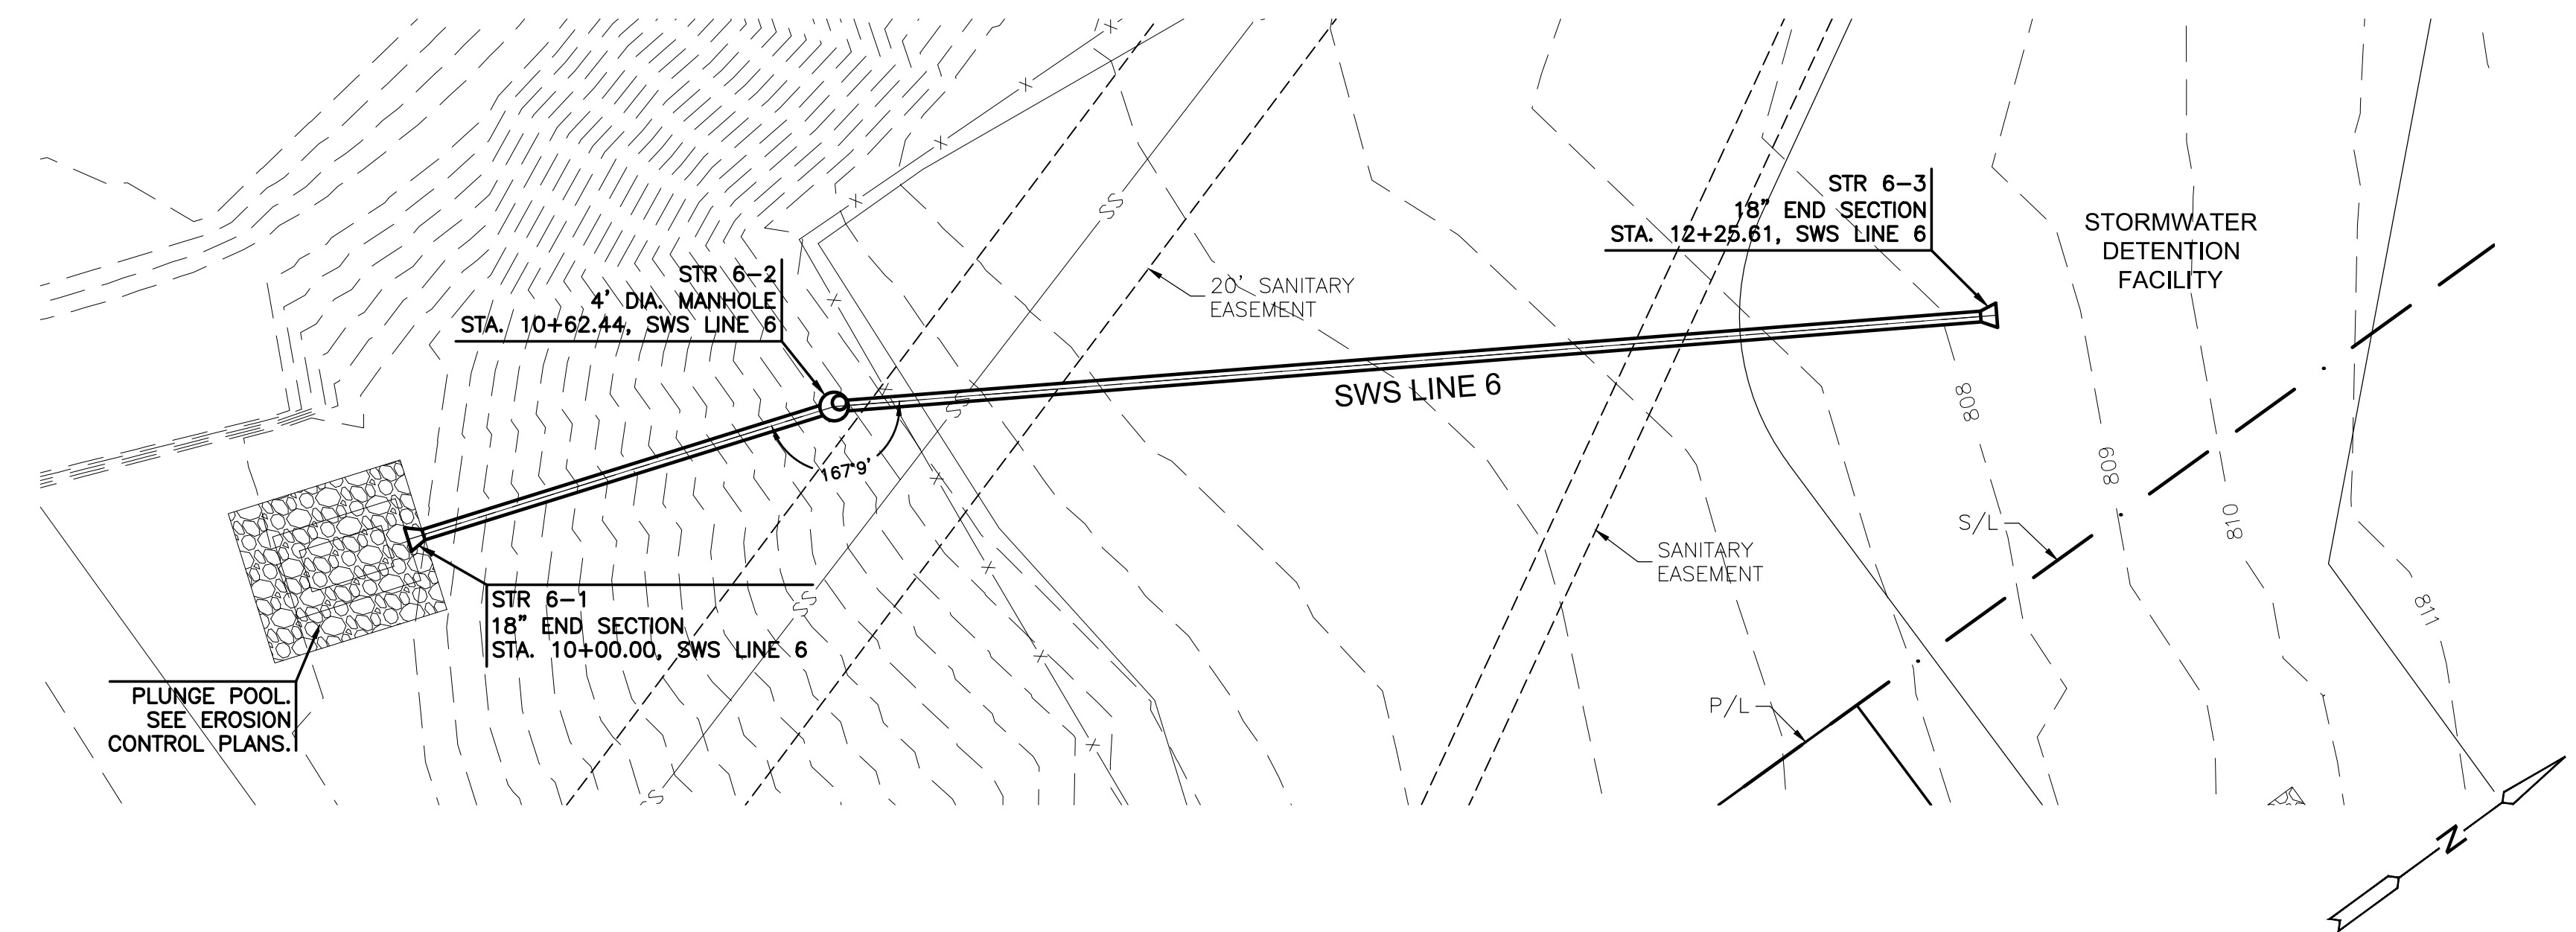 STR 6-3
18" END SECTION
STA. 12+25.61, SWS LINE 6
STORMWATER
DETENTION
FACILITY
SS
STR 6-2
4' DIA. MANHOLE
STA. 10+62.44, SWS LINE 6
20' SANITARY
EASEMENT
SWS LINE 6
SS
808
809
810
811
167°9'
S/L
SANITARY
EASEMENT
STR 6-1
18" END SECTION
STA. 10+00.00, SWS LINE 6
SS
PLUNGE POOL.
SEE EROSION
CONTROL PLANS.
P/L
SS
N
X
X
X
X
X
X
X
X
X
X